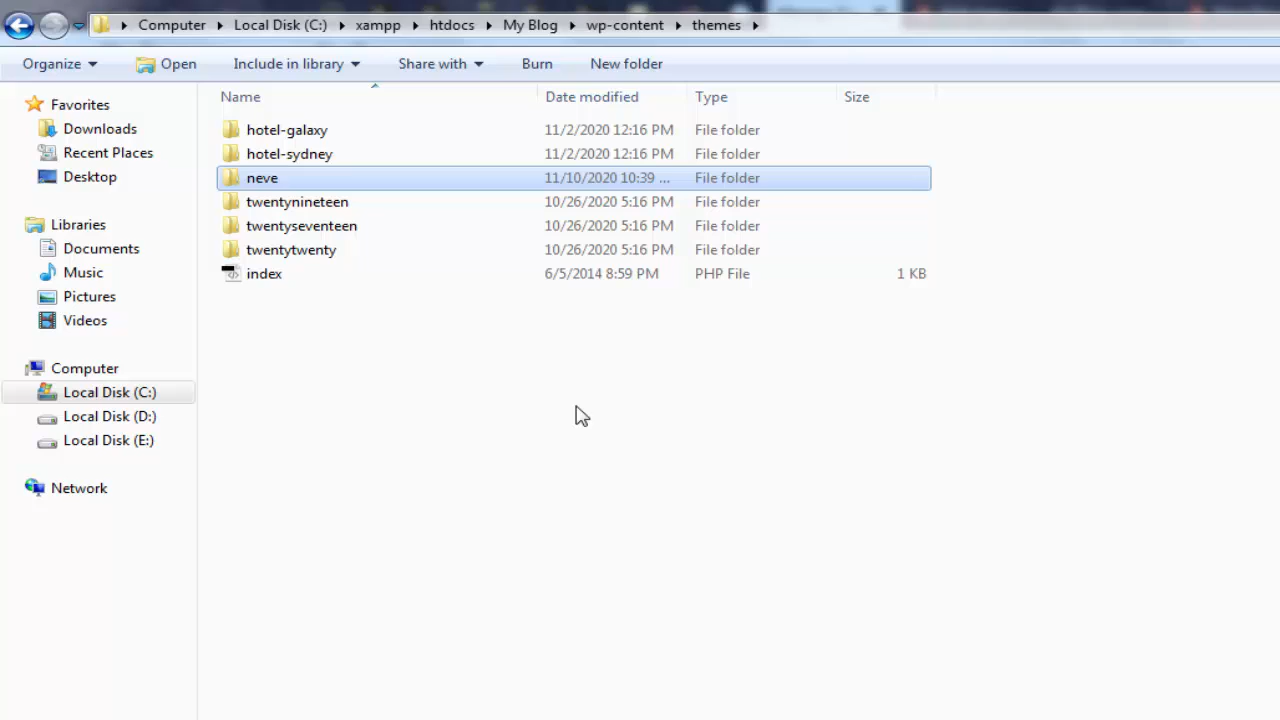 Computer Local Disk (C:) xampp htdocs My Blog wp-content themes
Organize Open Include in library Share with Burn New folder
Name Date modified Type Size
Favorites
Downloads
Recent Places
Desktop
Libraries
Documents
Music
Pictures
Videos
Computer
Local Disk (C:)
Local Disk (D:)
Local Disk (E:)
Network
hotel-galaxy 11/2/2020 12:16 PM File folder
hotel-sydney 11/2/2020 12:16 PM File folder
neve 11/10/2020 10:39 ... File folder
twentynineteen 10/26/2020 5:16 PM File folder
twentyseventeen 10/26/2020 5:16 PM File folder
twentytwenty 10/26/2020 5:16 PM File folder
index 6/5/2014 8:59 PM PHP File 1 KB